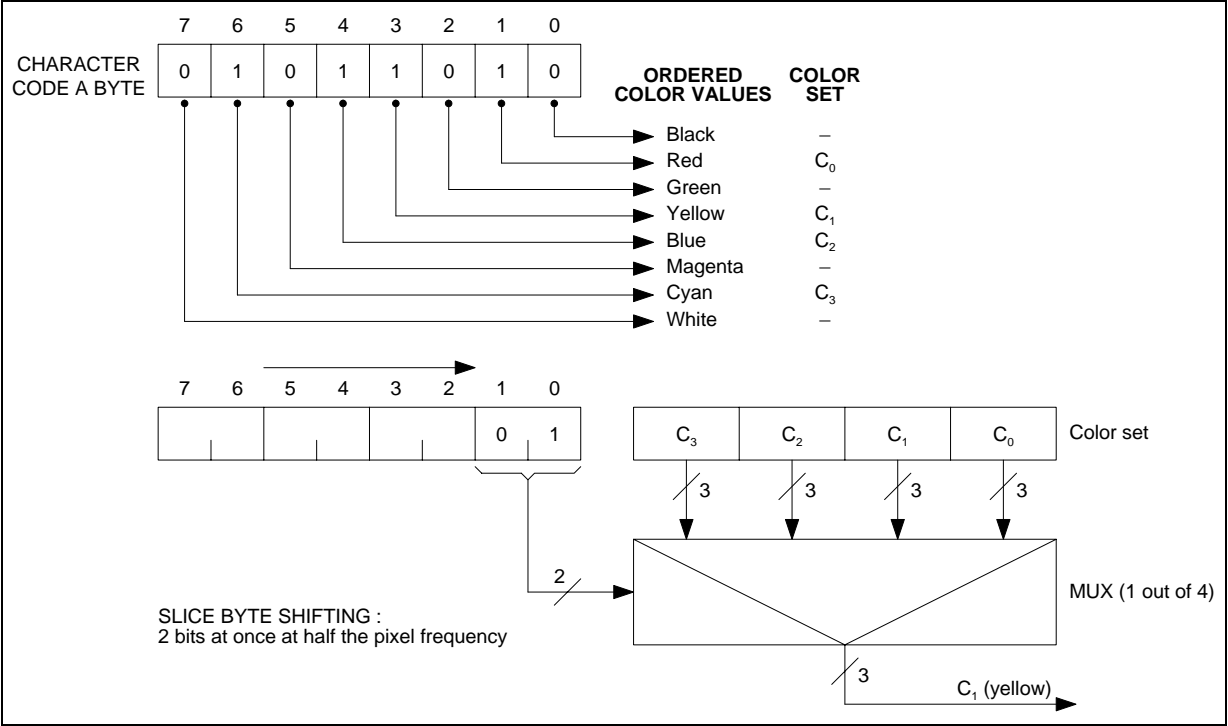 7 6 5 4 3 2 1 0
CHARACTER
CODE A BYTE
0 1 0 1 1 0 1 0
ORDERED
COLOR VALUES
COLOR
SET
Black –
Red C₀
Green –
Yellow C₁
Blue C₂
Magenta –
Cyan C₃
White –
7 6 5 4 3 2 1 0
0 1
C₃ C₂ C₁ C₀ Color set
3 3 3 3
2
MUX (1 out of 4)
SLICE BYTE SHIFTING :
2 bits at once at half the pixel frequency
3
C₁ (yellow)